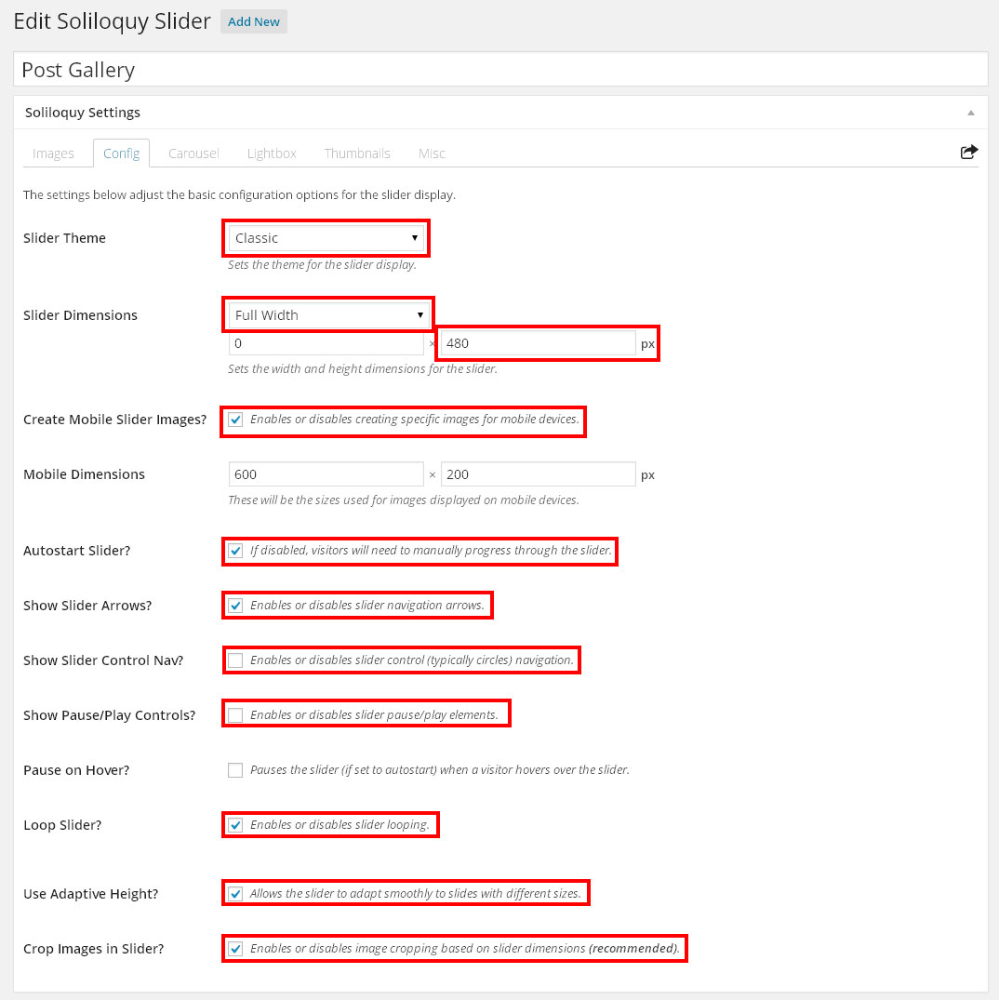 Edit Soliloquy Slider Add New
Post Gallery
Soliloquy Settings
Images Config Carousel Lightbox Thumbnails Misc
The settings below adjust the basic configuration options for the slider display.
Slider Theme Classic
Sets the theme for the slider display.
Slider Dimensions Full Width
0 × 480 px
Sets the width and height dimensions for the slider.
Create Mobile Slider Images? Enables or disables creating specific images for mobile devices.
Mobile Dimensions 600 × 200 px
These will be the sizes used for images displayed on mobile devices.
Autostart Slider? If disabled, visitors will need to manually progress through the slider.
Show Slider Arrows? Enables or disables slider navigation arrows.
Show Slider Control Nav? Enables or disables slider control (typically circles) navigation.
Show Pause/Play Controls? Enables or disables slider pause/play elements.
Pause on Hover? Pauses the slider (if set to autostart) when a visitor hovers over the slider.
Loop Slider? Enables or disables slider looping.
Use Adaptive Height? Allows the slider to adapt smoothly to slides with different sizes.
Crop Images in Slider? Enables or disables image cropping based on slider dimensions (recommended).